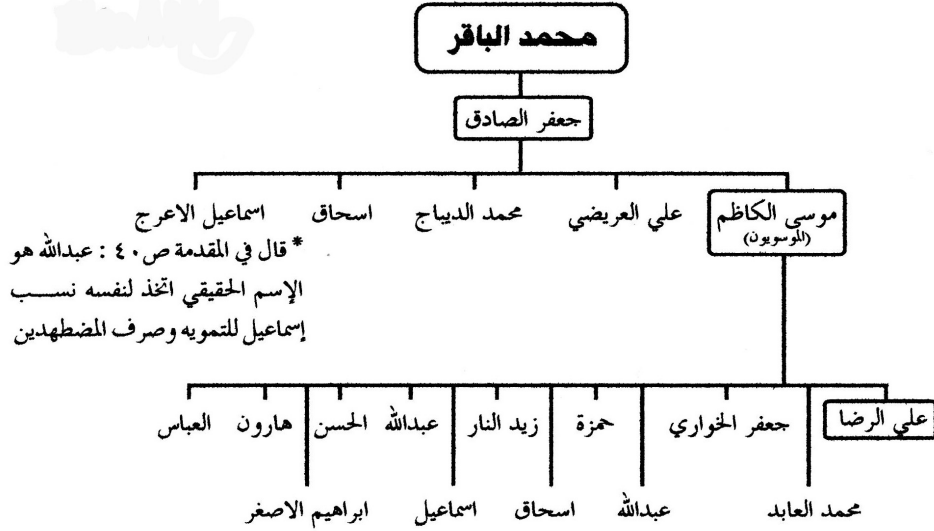 محمد الباقر
جعفر الصادق
موسى الكاظم
(الموسويون)
علي العريضي
محمد الديباج
اسحاق
اسماعيل الاعرج
* قال في المقدمة ص٤٠ : عبدالله هو
الإسم الحقيقي اتخذ لنفسه نسب
إسماعيل للتمويه وصرف المضطهدين
علي الرضا
جعفر الخواري
حمزة
زيد النار
عبدالله
الحسن
هارون
العباس
محمد العابد
عبدالله
اسحاق
اسماعيل
ابراهيم الاصغر